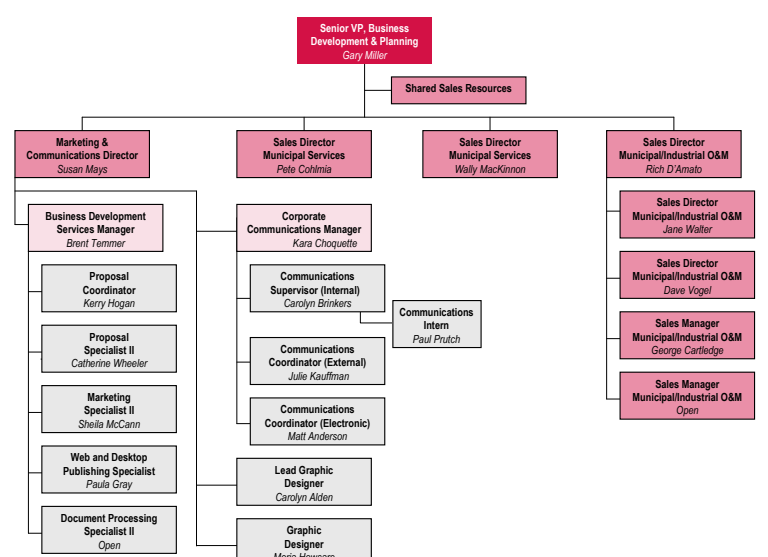 Senior VP, Business
Development & Planning
Gary Miller
Shared Sales Resources
Marketing &
Communications Director
Susan Mays
Sales Director
Municipal Services
Pete Cohlmia
Sales Director
Municipal Services
Wally MacKinnon
Sales Director
Municipal/Industrial O&M
Rich D'Amato
Business Development
Services Manager
Brent Temmer
Proposal
Coordinator
Kerry Hogan
Proposal
Specialist II
Catherine Wheeler
Marketing
Specialist II
Sheila McCann
Web and Desktop
Publishing Specialist
Paula Gray
Document Processing
Specialist II
Open
Corporate
Communications Manager
Kara Choquette
Communications
Supervisor (Internal)
Carolyn Brinkers
Communications
Intern
Paul Prutch
Communications
Coordinator (External)
Julie Kauffman
Communications
Coordinator (Electronic)
Matt Anderson
Lead Graphic
Designer
Carolyn Alden
Graphic
Designer
Sales Director
Municipal/Industrial O&M
Jane Walter
Sales Director
Municipal/Industrial O&M
Dave Vogel
Sales Manager
Municipal/Industrial O&M
George Cartledge
Sales Manager
Municipal/Industrial O&M
Open